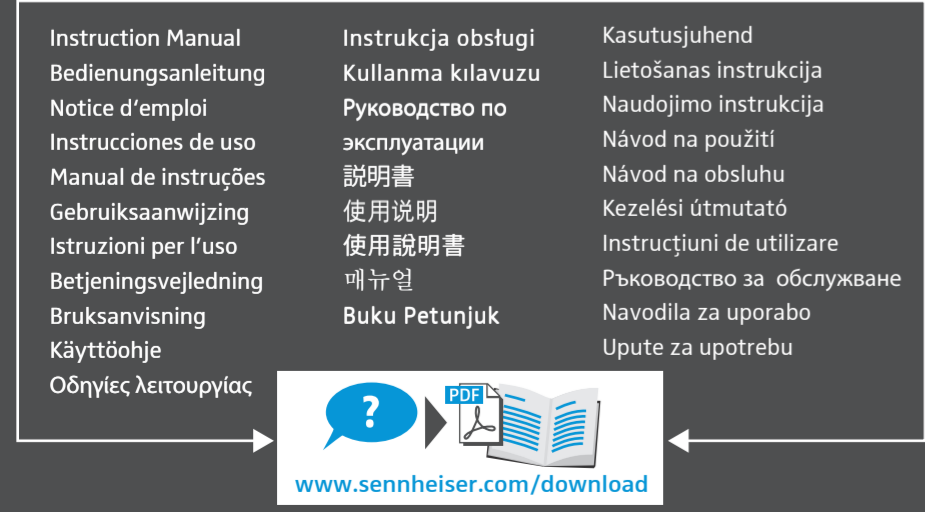 Instruction Manual
Bedienungsanleitung
Notice d‘emploi
Instrucciones de uso
Manual de instruções
Gebruiksaanwijzing
Istruzioni per l’uso
Betjeningsvejledning
Bruksanvisning
Käyttöohje
Οδηγίες λειτουργίας
Instrukcja obsługi
Kullanma kılavuzu
Руководство по
эксплуатации
説明書
使用说明
使用說明書
매뉴얼
Buku Petunjuk
Kasutusjuhend
Lietošanas instrukcija
Naudojimo instrukcija
Návod na použití
Návod na obsluhu
Kezelési útmutató
Instrucțiuni de utilizare
Ръководство за обслужване
Navodila za uporabo
Upute za upotrebu
?
PDF
www.sennheiser.com/download